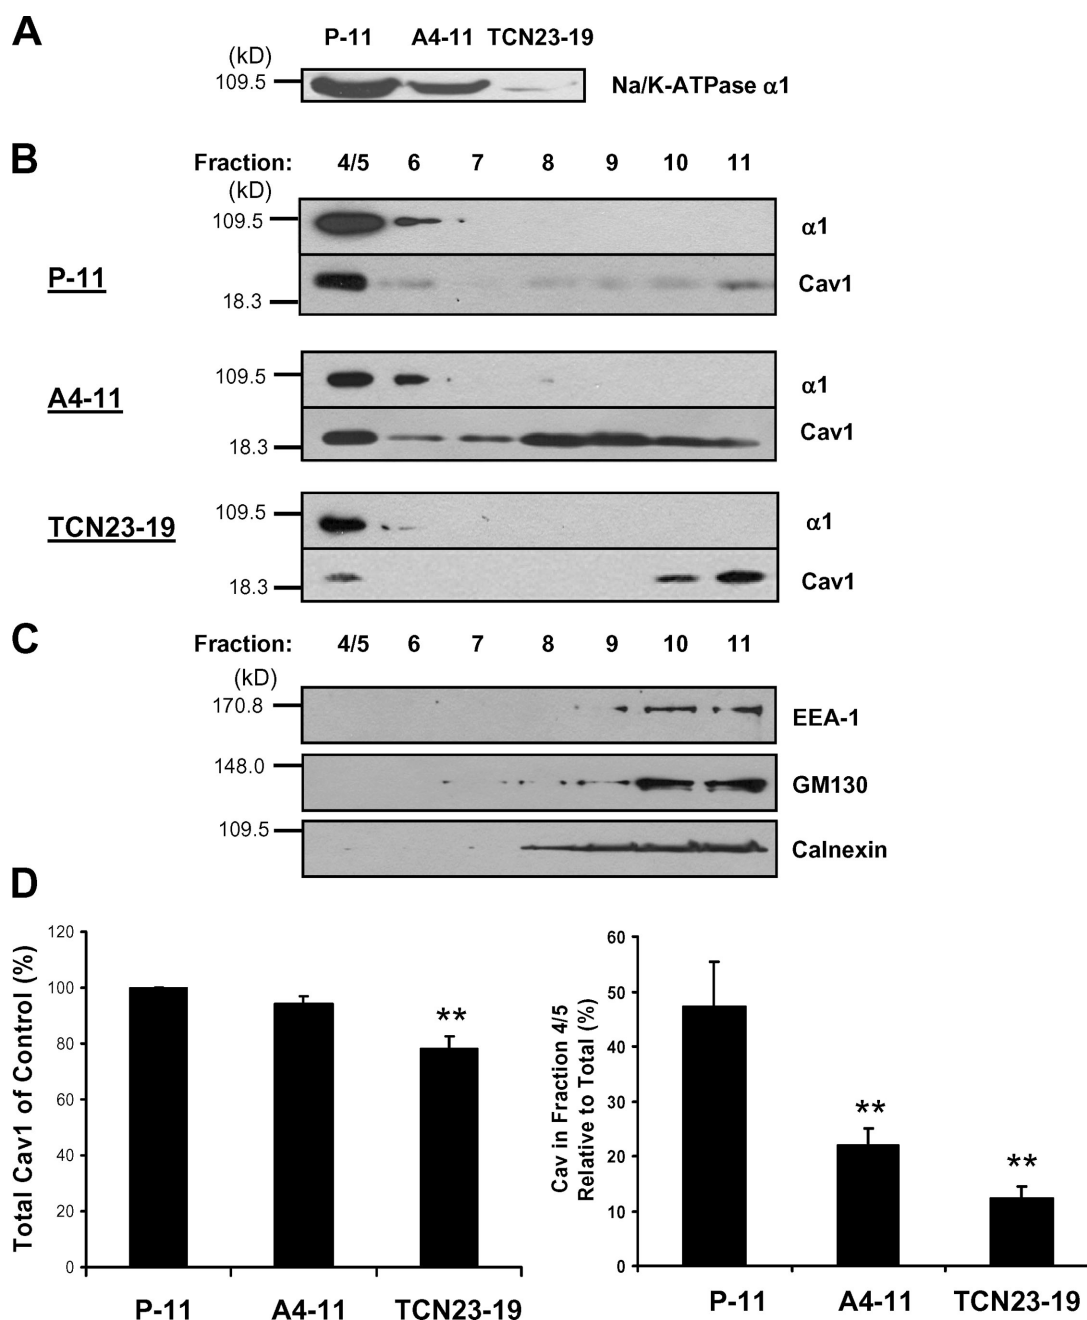 A
P-11 A4-11 TCN23-19
(kD)
109.5 Na/K-ATPase α1
B
Fraction: 4/5 6 7 8 9 10 11
(kD)
109.5 α1
P-11
Cav1
18.3
109.5 α1
A4-11
Cav1
18.3
109.5 α1
TCN23-19
Cav1
18.3
C
Fraction: 4/5 6 7 8 9 10 11
(kD)
170.8 EEA-1
148.0 GM130
109.5 Calnexin
D
Total Cav1 of Control (%)
120
100
80
60
40
20
0
**
P-11 A4-11 TCN23-19
Cav in Fraction 4/5
Relative to Total (%)
60
50
40
30
20
10
0
**
**
P-11 A4-11 TCN23-19